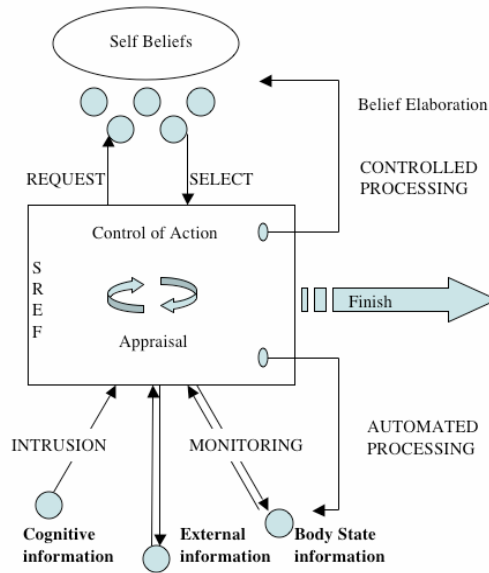 Self Beliefs
Belief Elaboration
REQUEST
SELECT
CONTROLLED
PROCESSING
Control of Action
S
R
E
F
Finish
Appraisal
INTRUSION
MONITORING
AUTOMATED
PROCESSING
Cognitive
information
External
information
Body State
information